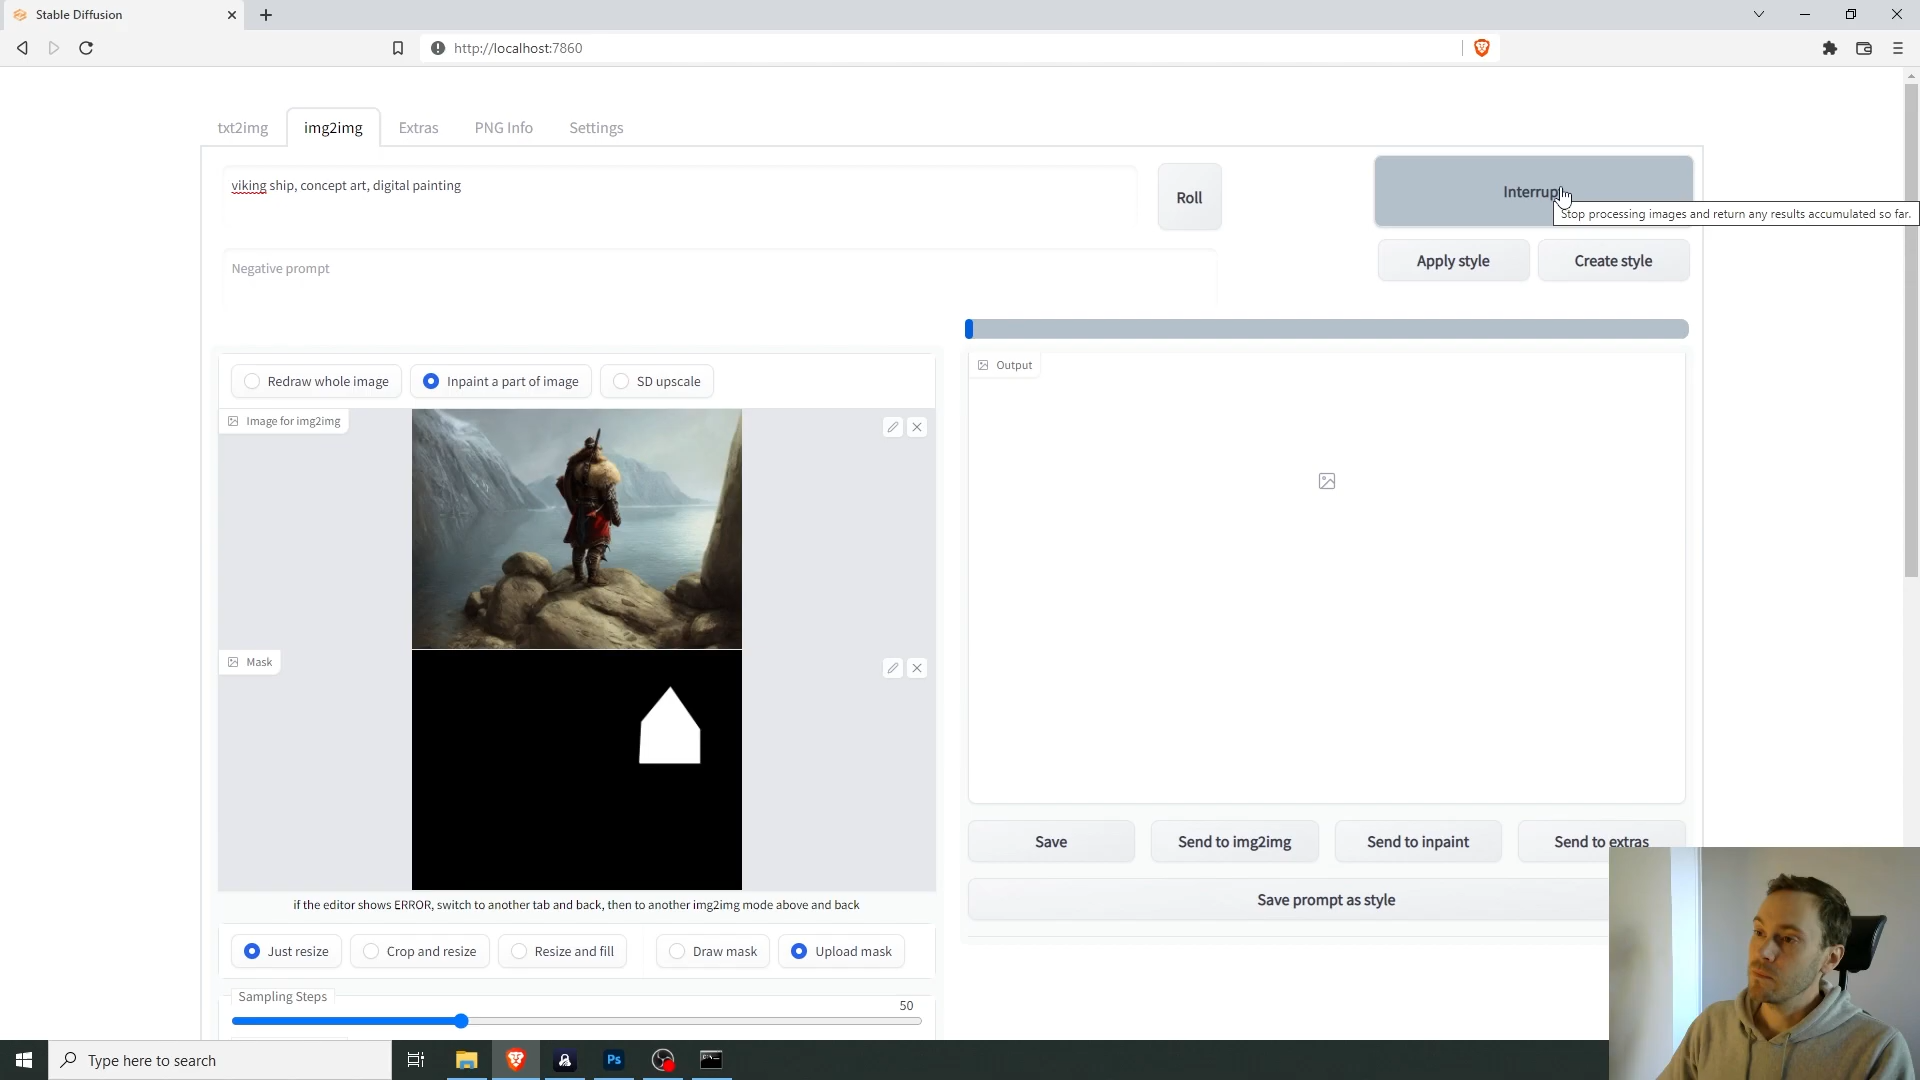 Stable Diffusion
http://localhost:7860
txt2img
img2img
Extras
PNG Info
Settings
viking ship, concept art, digital painting
Roll
Interrupt
Stop processing images and return any results accumulated so far.
Negative prompt
Apply style
Create style
Redraw whole image
Inpaint a part of image
SD upscale
Output
Image for img2img
Mask
Save
Send to img2img
Send to inpaint
Send to extras
if the editor shows ERROR, switch to another tab and back, then to another img2img mode above and back
Save prompt as style
Just resize
Crop and resize
Resize and fill
Draw mask
Upload mask
Sampling Steps
50
Type here to search
Ps